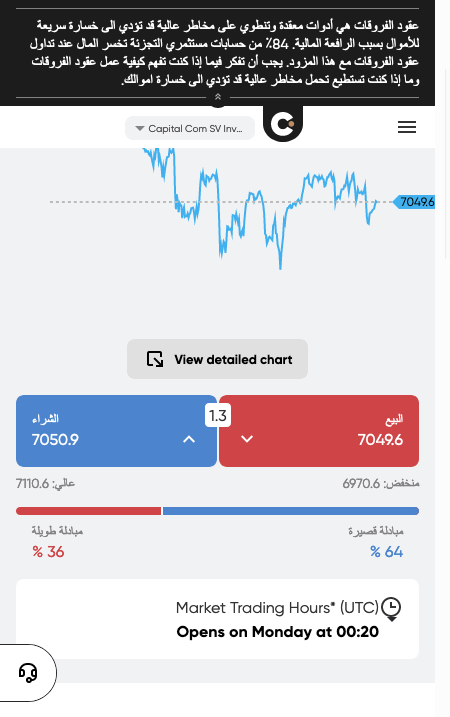 عقود الفروقات هي أدوات معقدة وتنطوي على مخاطر عالية قد تؤدي الى خسارة سريعة
للأموال بسبب الرافعة المالية. 84٪ من حسابات مستثمري التجزئة تخسر المال عند تداول
عقود الفروقات مع هذا المزود. يجب أن تفكر فيما إذا كنت تفهم كيفية عمل عقود الفروقات
وما إذا كنت تستطيع تحمل مخاطر عالية قد تؤدي الى خسارة اموالك.
Capital Com SV Inv...
7049.6
View detailed chart
البيع
7049.6
1.3
الشراء
7050.9
منخفض: 6970.6
عالي: 7110.6
مبادلة قصيرة
64 %
مبادلة طويلة
36 %
Market Trading Hours* (UTC)
Opens on Monday at 00:20